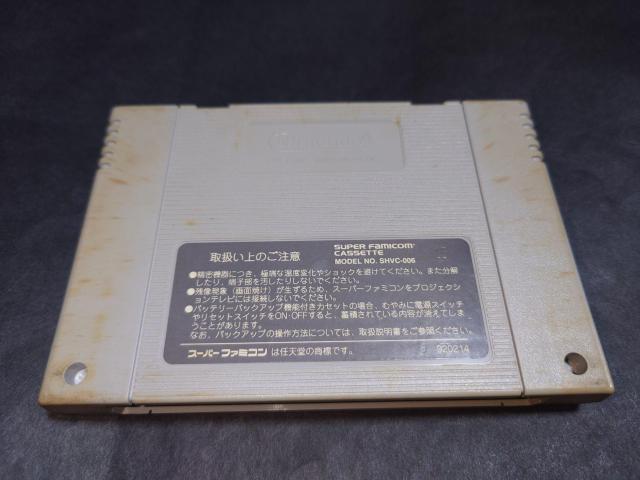 Nintendo
取扱い上のご注意
SUPER FAMICOM
CASSETTE
MODEL NO. SHVC-006
●精密機器につき、極端な温度変化やショックを避けてください。また分解
したり、端子部を汚したりしないでください。
●残像現象（画面焼け）が生ずるため、スーパーファミコンをプロジェクシ
ョンテレビには接続しないでください。
●バッテリーバックアップ機能付きカセットの場合、むやみに電源スイッチ
やリセットスイッチをON・OFFすると、蓄積されている内容が消えてしま
うことがあります。
なお、バックアップの操作方法については、取扱説明書をご参照ください。
スーパーファミコン は任天堂の商標です。
920214